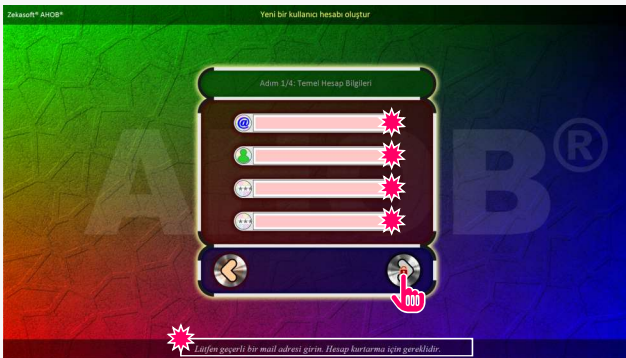 Zekasoft® AHOB®
Yeni bir kullanıcı hesabı oluştur
Adım 1/4: Temel Hesap Bilgileri
@
***
***
AHOB®
Lütfen geçerli bir mail adresi girin. Hesap kurtarma için gereklidir.